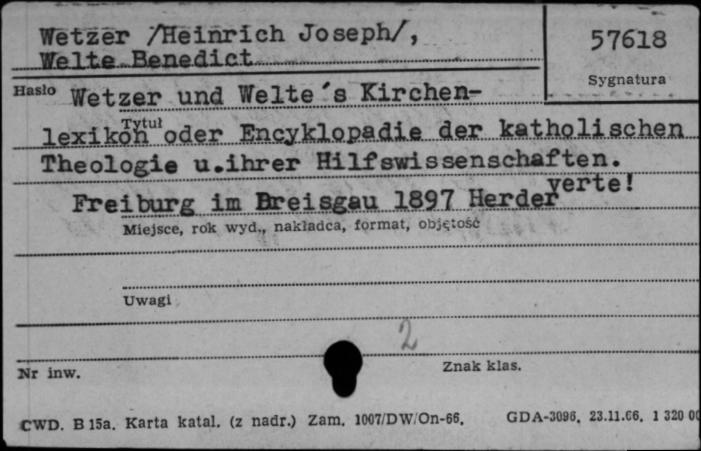 Wetzer /Heinrich Joseph/,
57618
Welte Benedict
Sygnatura
Hasło Wetzer und Welte's Kirchen-
Tytuł
lexikon oder Encyklopadie der katholischen
Theologie u.ihrer Hilfswissenschaften.
Freiburg im Breisgau 1897 Herder verte!
Miejsce, rok wyd., nakładca, format, objętość
Uwagi
2
Nr inw.
Znak klas.
CWD. B 15a. Karta katal. (z nadr.) Zam. 1007/DW/On-66. GDA-3096. 23.11.66. 1 320 00